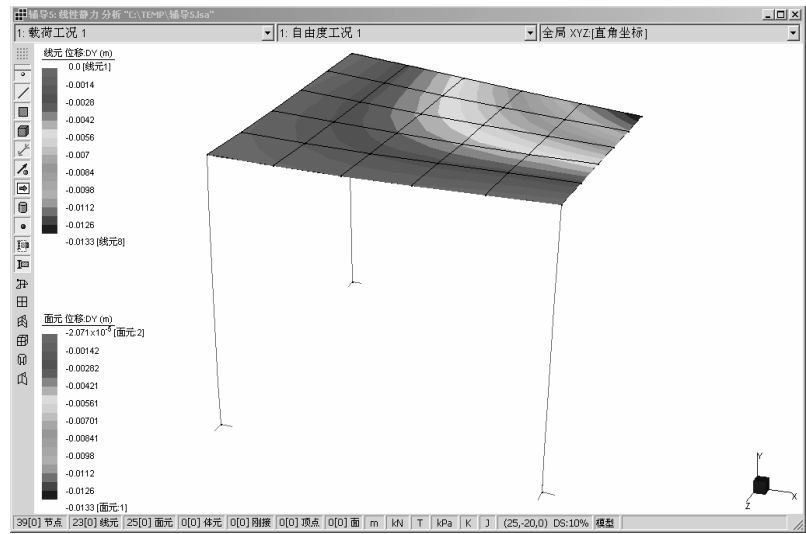 辅导5: 线性静力 分析 "C:\TEMP\辅导5.lsa"
1: 载荷工况 1
1: 自由度工况 1
全局 XYZ[直角坐标]
线元 位移:DY (m)
0.0 [线元1]
-0.0014
-0.0028
-0.0042
-0.0056
-0.007
-0.0084
-0.0098
-0.0112
-0.0126
-0.0133 [线元8]
面元 位移:DY (m)
-2.071x10⁻⁵ [面元:2]
-0.00142
-0.00282
-0.00421
-0.00561
-0.00701
-0.00841
-0.0098
-0.0112
-0.0126
-0.0133 [面元:1]
Y
X
Z
39[0] 节点 23[0] 线元 25[0] 面元 0[0] 体元 0[0] 刚接 0[0] 顶点 0[0] 面 m kN T kPa K J (25,-20,0) DS:10% 模型